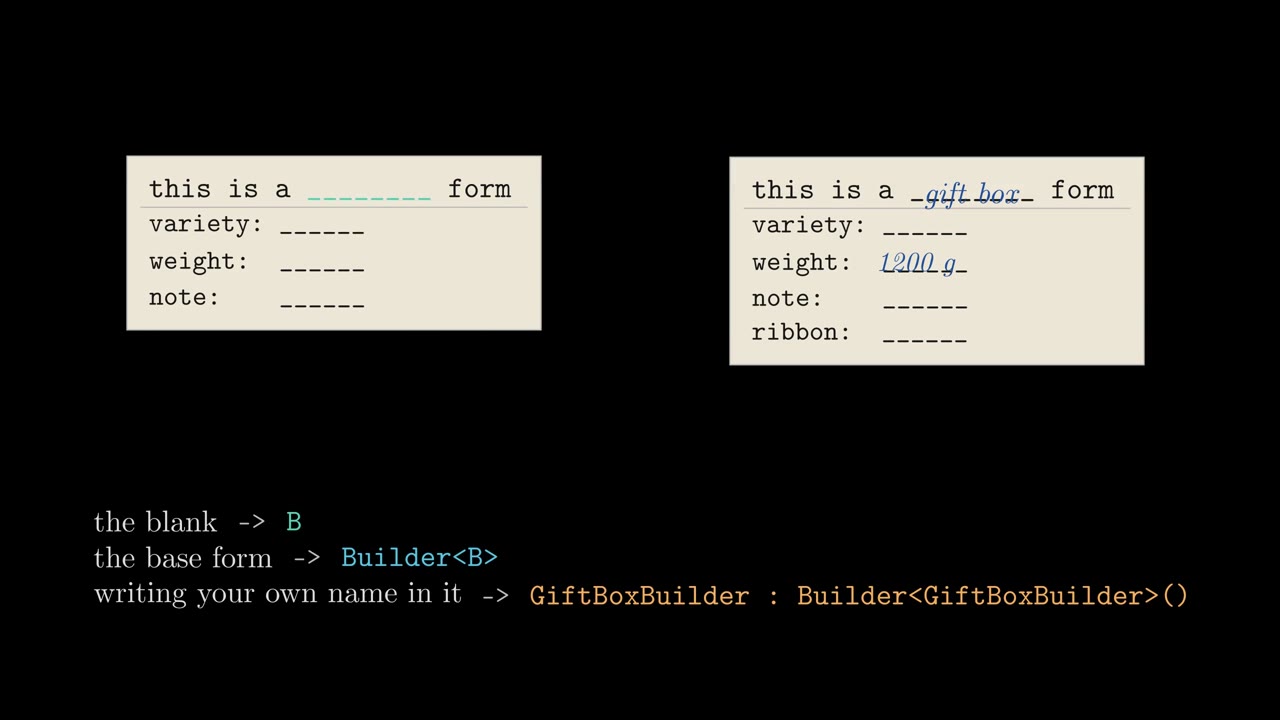 this is a ________ form
variety: ______
weight: ______
note: ______
this is a gift box form
variety: ______
weight: 1200 g
note: ______
ribbon: ______
the blank -> B
the base form -> Builder<B>
writing your own name in it -> GiftBoxBuilder : Builder<GiftBoxBuilder>()